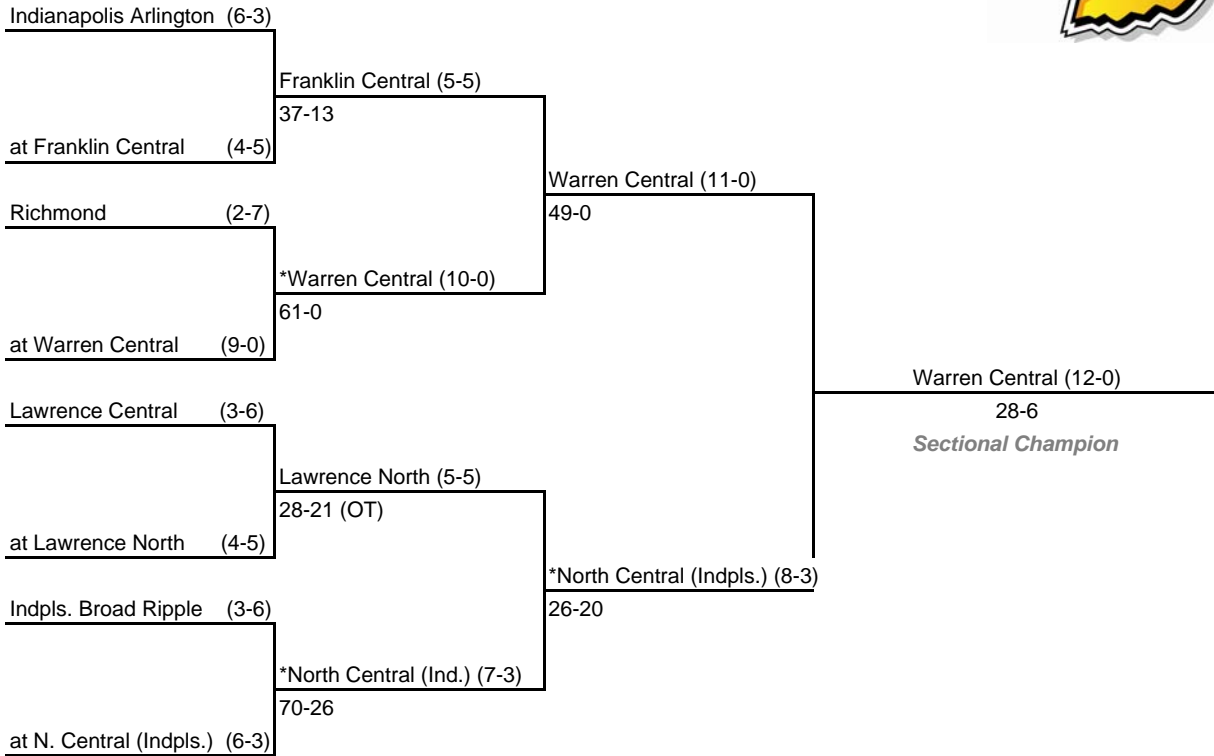 Indianapolis Arlington (6-3)
Franklin Central (5-5)
37-13
at Franklin Central (4-5)
Warren Central (11-0)
49-0
Richmond (2-7)
*Warren Central (10-0)
61-0
at Warren Central (9-0)
Warren Central (12-0)
28-6
Sectional Champion
Lawrence Central (3-6)
Lawrence North (5-5)
28-21 (OT)
at Lawrence North (4-5)
*North Central (Indpls.) (8-3)
26-20
Indpls. Broad Ripple (3-6)
*North Central (Ind.) (7-3)
70-26
at N. Central (Indpls.) (6-3)